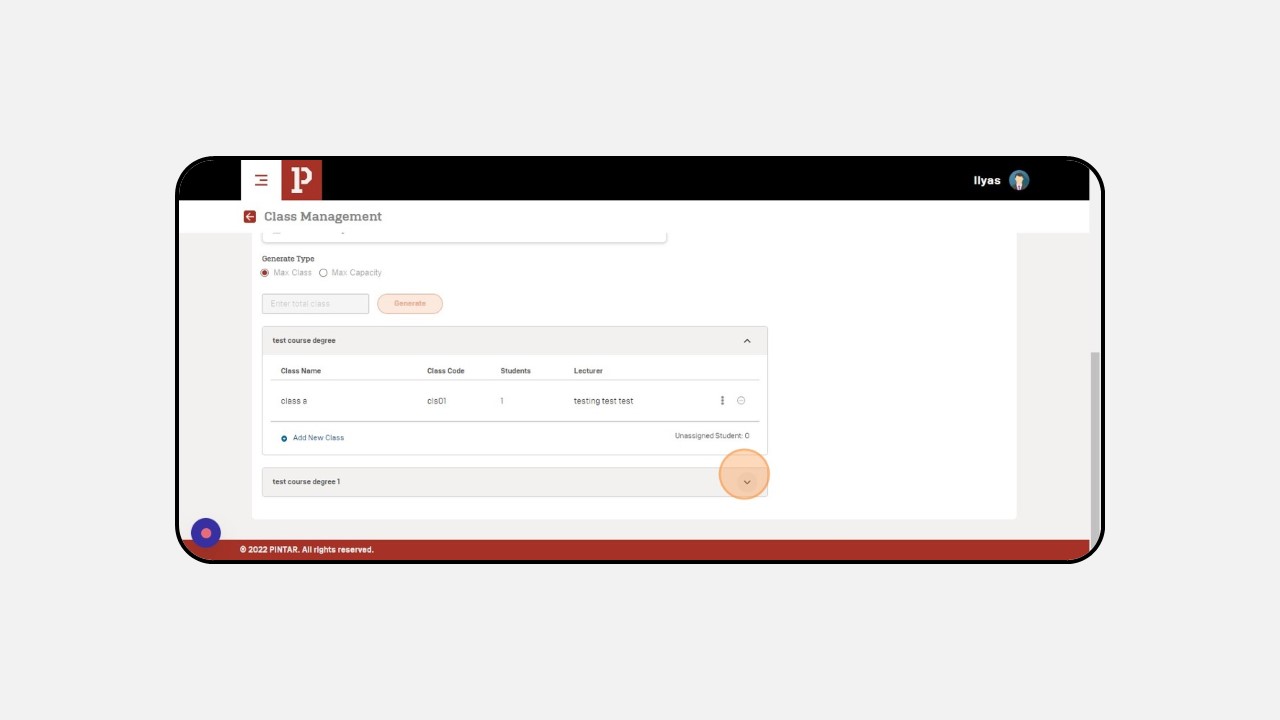 P
Ilyas
Class Management
Generate Type
Max Class Max Capacity
Enter total class Generate
test course degree
Class Name Class Code Students Lecturer
class a cls01 1 testing test test
Add New Class Unassigned Student: 0
test course degree 1
© 2022 PINTAR. All rights reserved.